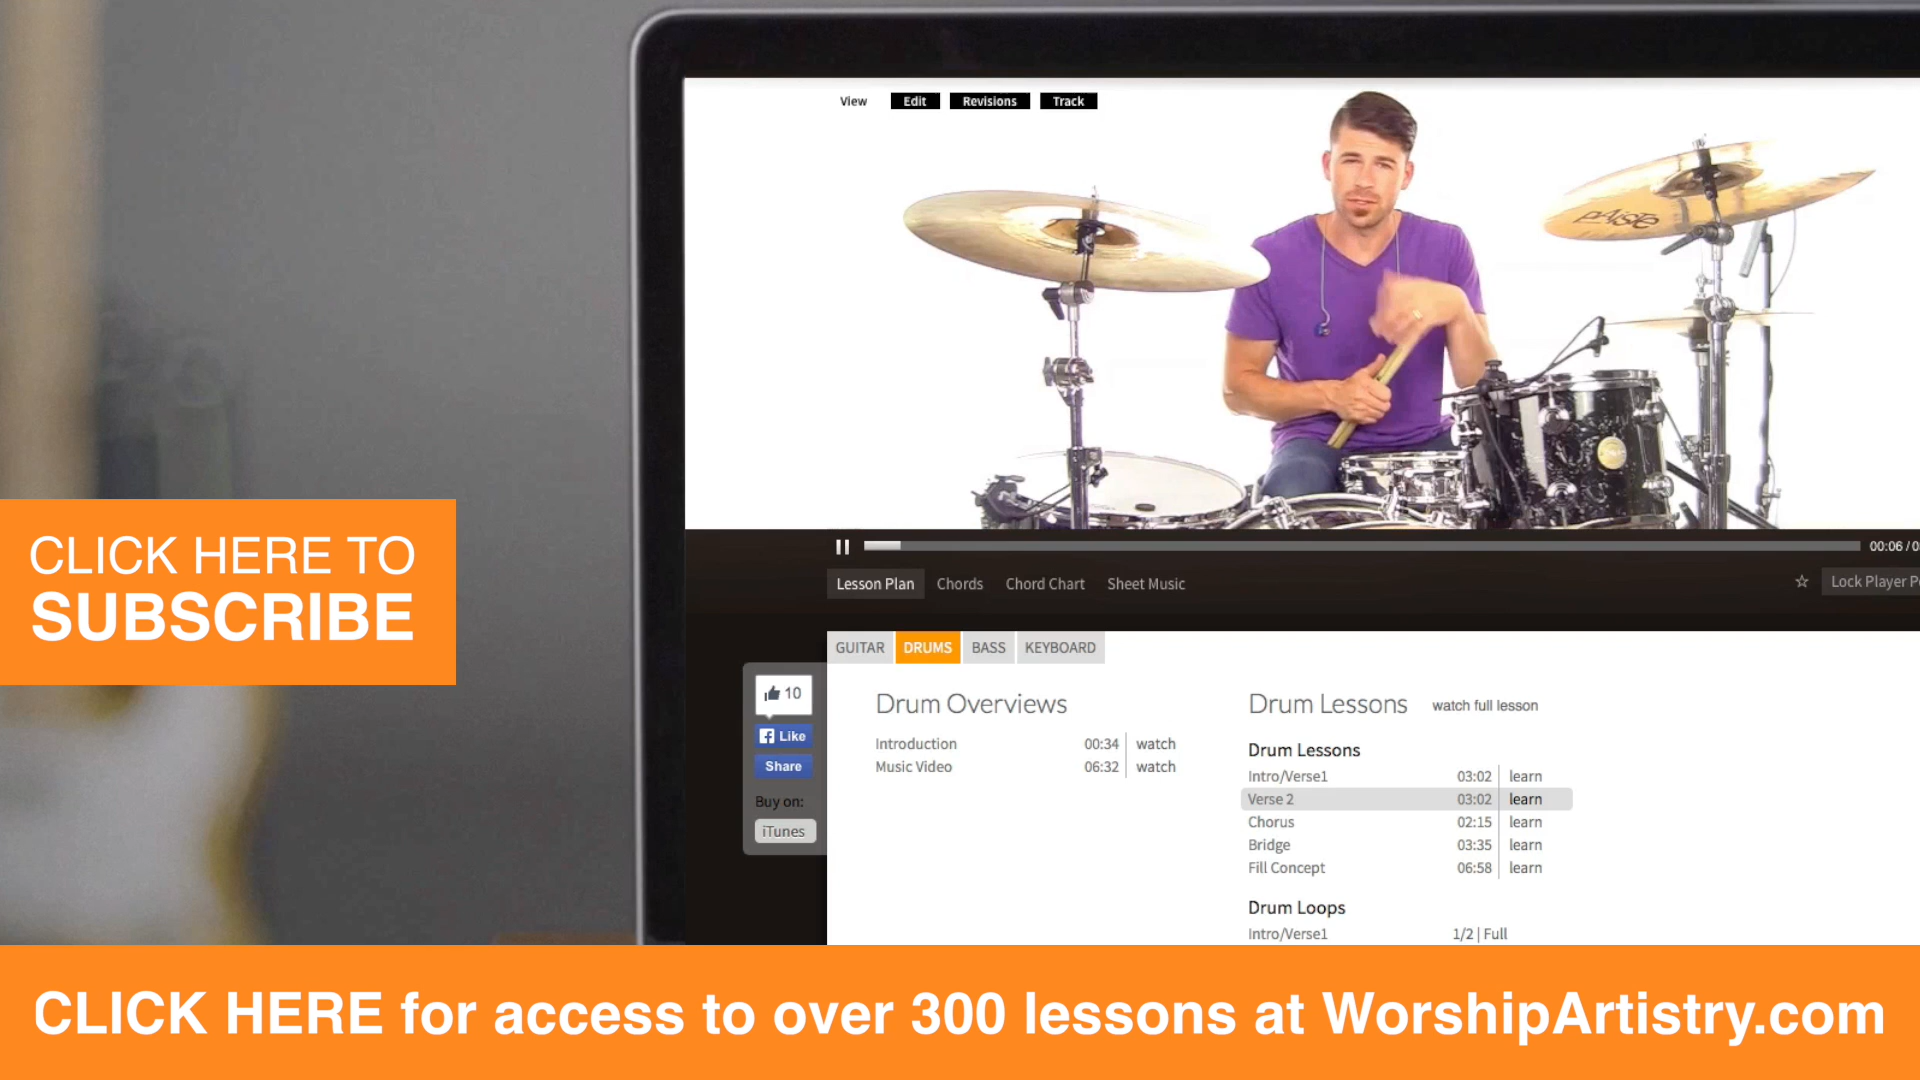 View Edit Revisions Track
PAiSTe
CLICK HERE TO
SUBSCRIBE
00:06 / 0
Lesson Plan Chords Chord Chart Sheet Music
Lock Player P
GUITAR DRUMS BASS KEYBOARD
10
Like
Share
Buy on:
iTunes
Drum Overviews
Introduction 00:34 watch
Music Video 06:32 watch
Drum Lessons watch full lesson
Drum Lessons
Intro/Verse1 03:02 learn
Verse 2 03:02 learn
Chorus 02:15 learn
Bridge 03:35 learn
Fill Concept 06:58 learn
Drum Loops
Intro/Verse1 1/2 | Full
CLICK HERE for access to over 300 lessons at WorshipArtistry.com